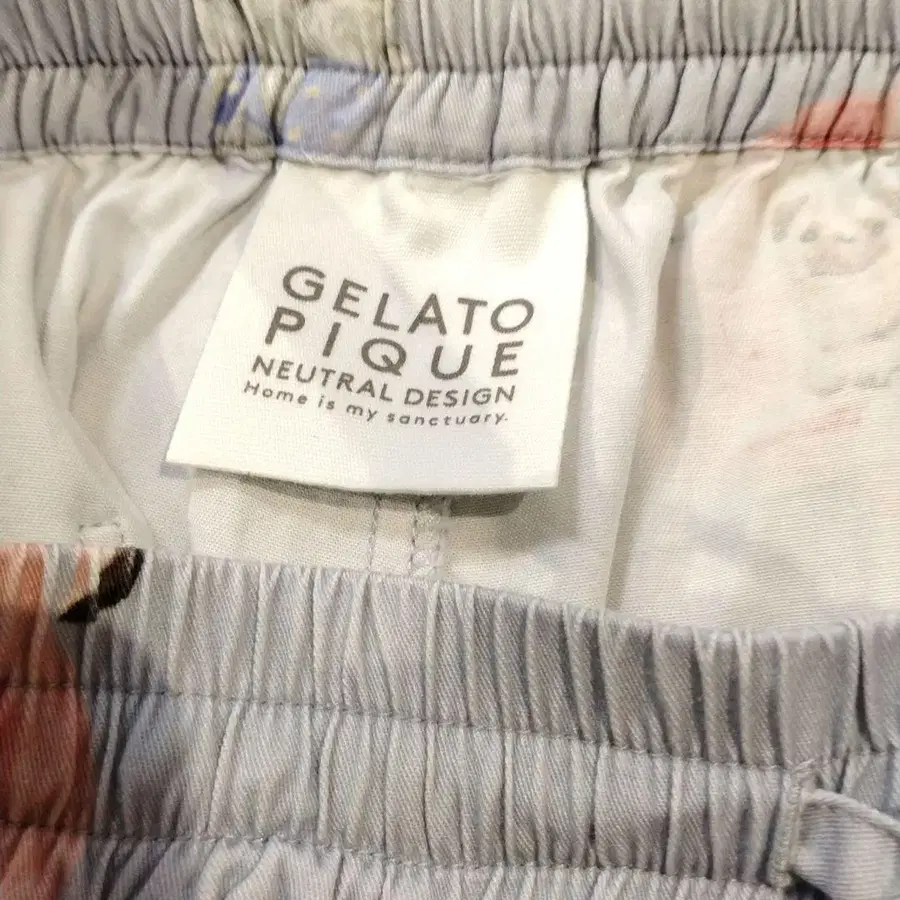 GELATO
PIQUE
NEUTRAL DESIGN
Home is my sanctuary.